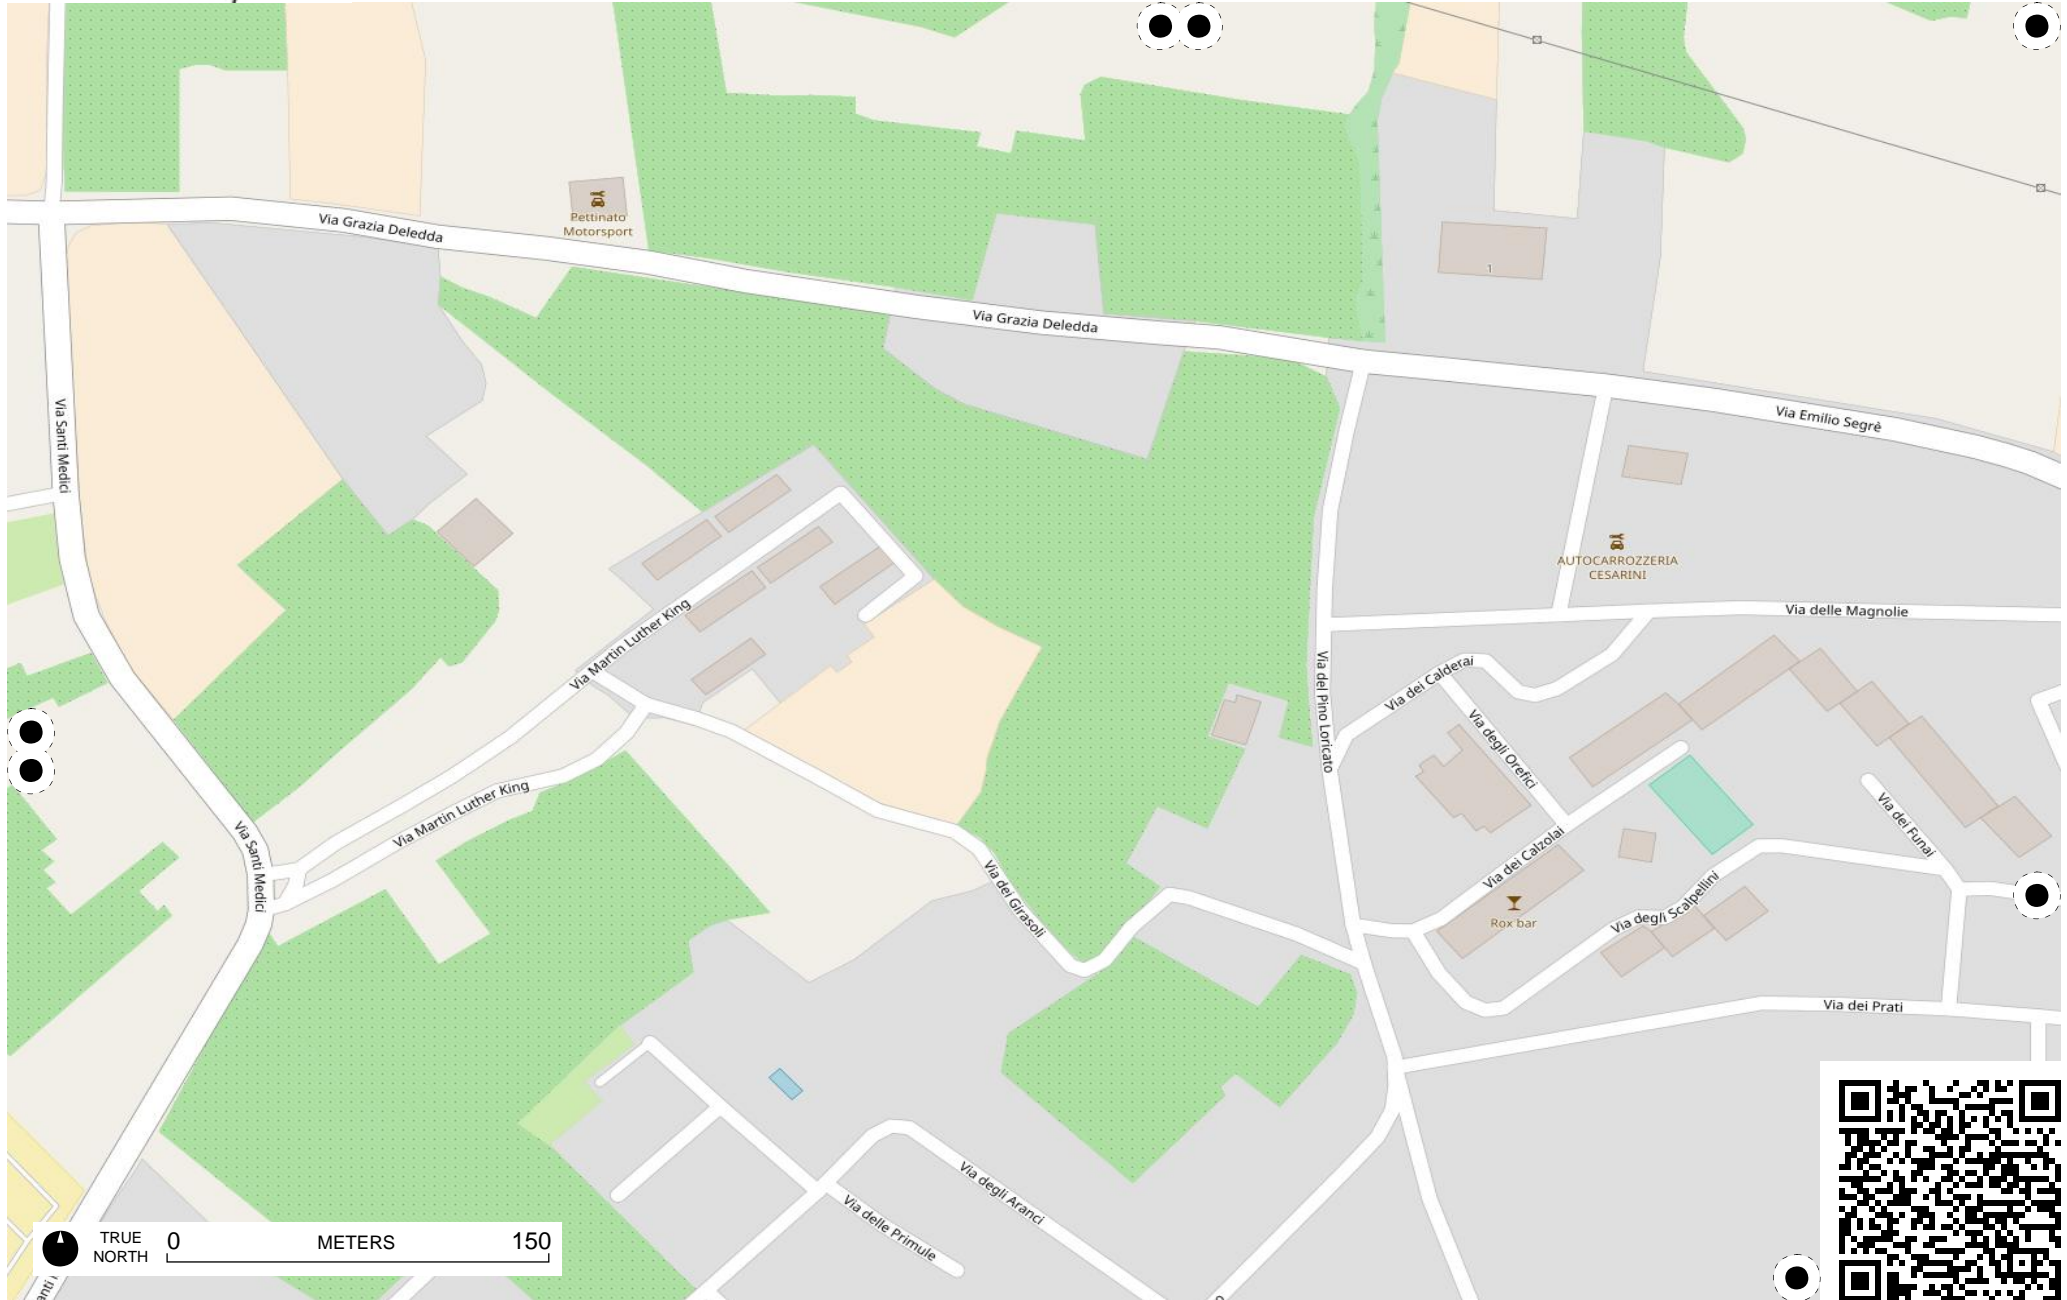 Via Grazia Deledda
Pettinato
Motorsport
Via Grazia Deledda
1
Via Emilio Segrè
Via Santi Medici
AUTOCARROZZERIA
CESARINI
Via delle Magnolie
Via Martin Luther King
Via del Pino Loricato
Via dei Calderai
Via degli Orefici
Via Martin Luther King
Via Santi Medici
Via dei Funai
Via dei Calzolai
Via dei Girasoli
Via degli Scalpellini
Rox bar
Via dei Prati
Via degli Aranci
Via delle Primule
TRUE
NORTH
0 METERS 150